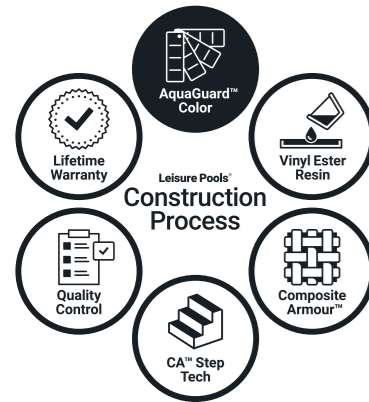 AquaGuard™
Color
Lifetime
Warranty
Vinyl Ester
Resin
Leisure Pools®
Construction
Process
Quality
Control
Composite
Armour™
CA™ Step
Tech